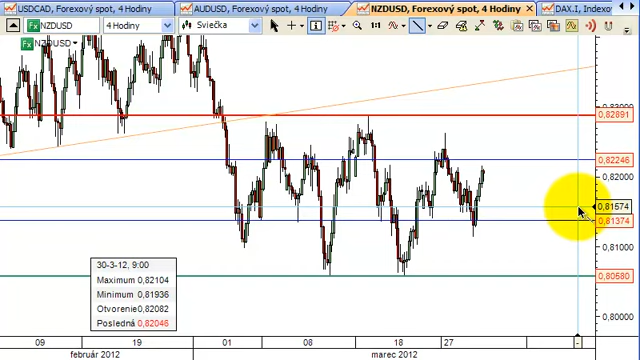 USDCAD, Forexový spot, 4 Hodiny
AUDUSD, Forexový spot, 4 Hodiny
NZDUSD, Forexový spot, 4 Hodiny
DAX.I, Indexov
NZDUSD
4 Hodiny
Sviečka
1:1
NZDUSD
0,82891
0,82246
0,82000
0,81574
0,81374
0,81000
0,80580
0,80000
30-3-12, 9:00
Maximum 0,82104
Minimum 0,81936
Otvorenie 0,82082
Posledná 0,82046
09
19
01
08
18
27
február 2012
marec 2012